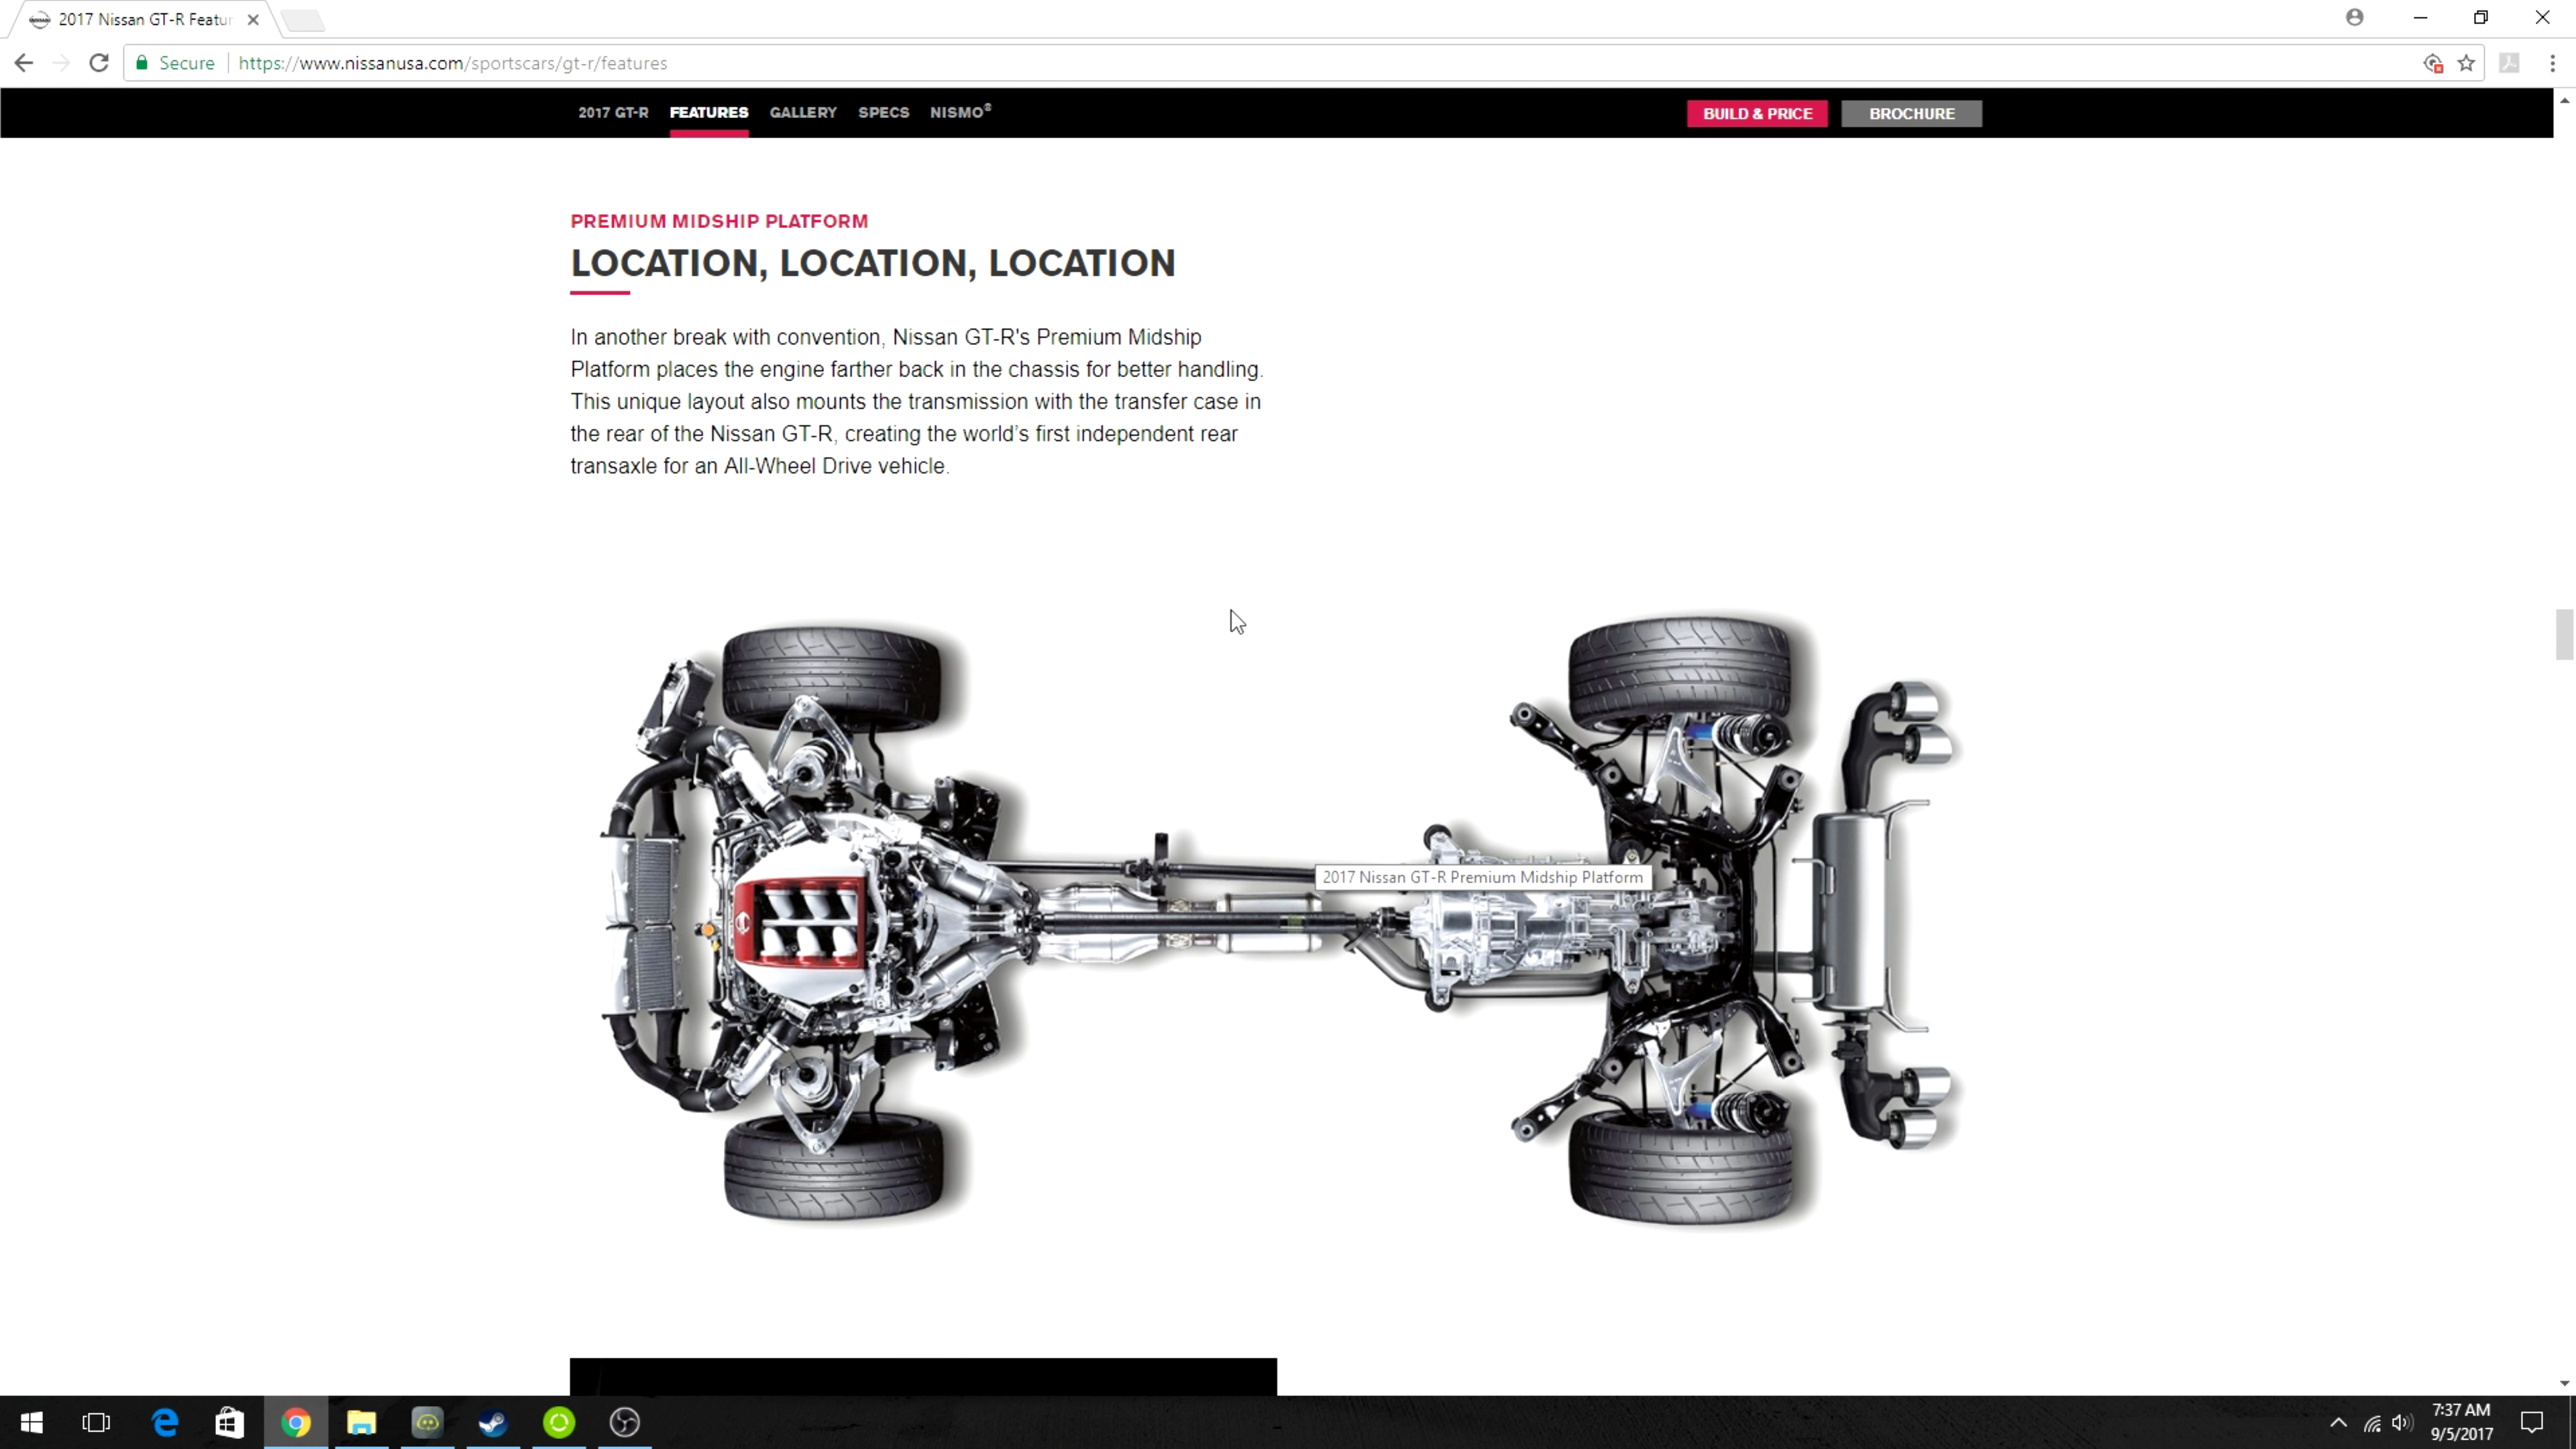 2017 Nissan GT-R Featur
Secure
https://www.nissanusa.com/sportscars/gt-r/features
2017 GT-R FEATURES GALLERY SPECS NISMO®
BUILD & PRICE BROCHURE
PREMIUM MIDSHIP PLATFORM
LOCATION, LOCATION, LOCATION
In another break with convention, Nissan GT-R's Premium Midship
Platform places the engine farther back in the chassis for better handling.
This unique layout also mounts the transmission with the transfer case in
the rear of the Nissan GT-R, creating the world’s first independent rear
transaxle for an All-Wheel Drive vehicle.
2017 Nissan GT-R Premium Midship Platform
7:37 AM
9/5/2017